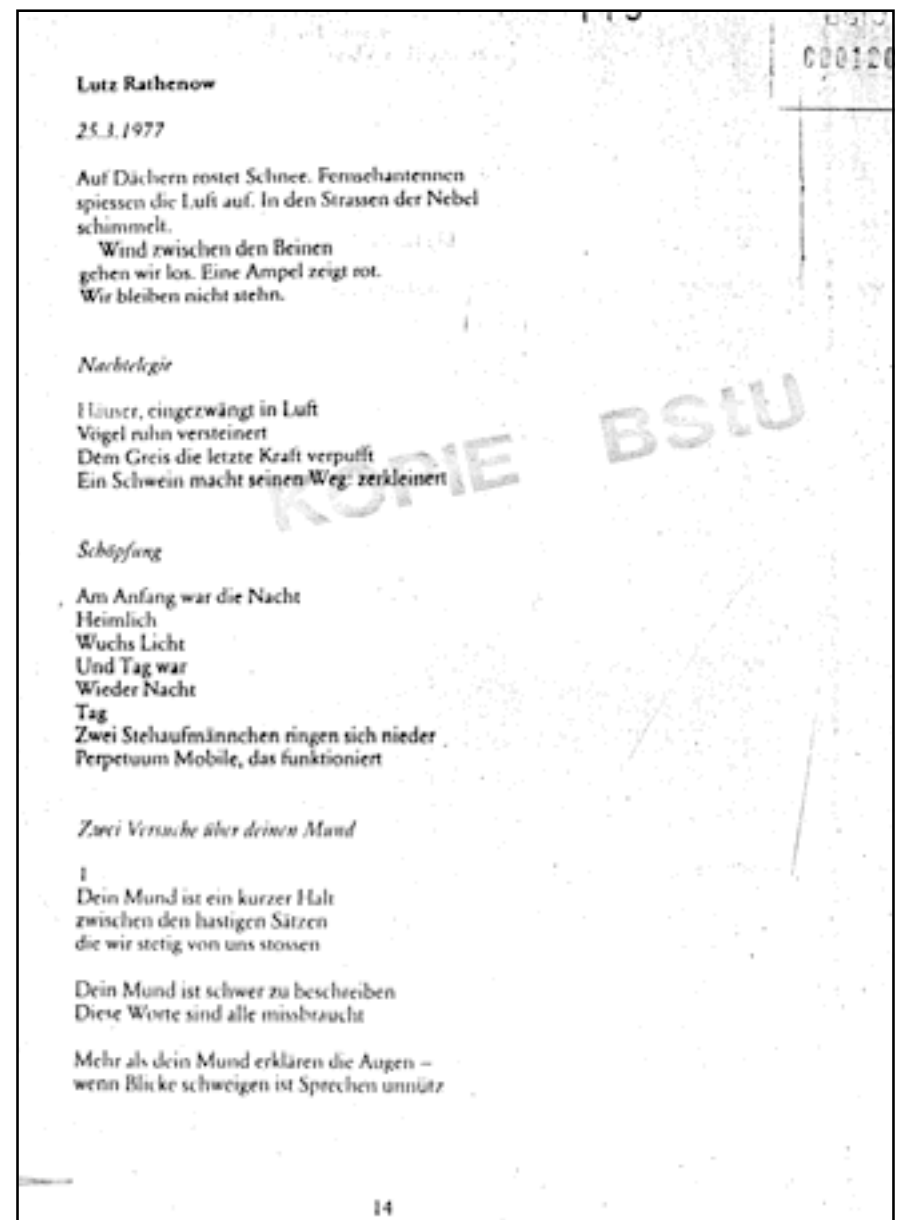 BStU
000120
Lutz Rathenow
25.3.1977
Auf Dächern rostet Schnee. Fernsehantennen
spiessen die Luft auf. In den Strassen der Nebel
schimmelt.
Wind zwischen den Beinen
gehen wir los. Eine Ampel zeigt rot.
Wir bleiben nicht stehn.
Nachtelegie
Häuser, eingezwängt in Luft
Vögel ruhn versteinert
Dem Greis die letzte Kraft verpufft
Ein Schwein macht seinen Weg: zerkleinert
KOPIE BStU
Schöpfung
Am Anfang war die Nacht
Heimlich
Wuchs Licht
Und Tag war
Wieder Nacht
Tag
Zwei Stehaufmännchen ringen sich nieder
Perpetuum Mobile, das funktioniert
Zwei Versuche über deinen Mund
1
Dein Mund ist ein kurzer Halt
zwischen den hastigen Sätzen
die wir stetig von uns stossen
Dein Mund ist schwer zu beschreiben
Diese Worte sind alle missbraucht
Mehr als dein Mund erklären die Augen –
wenn Blicke schweigen ist Sprechen unnütz
14